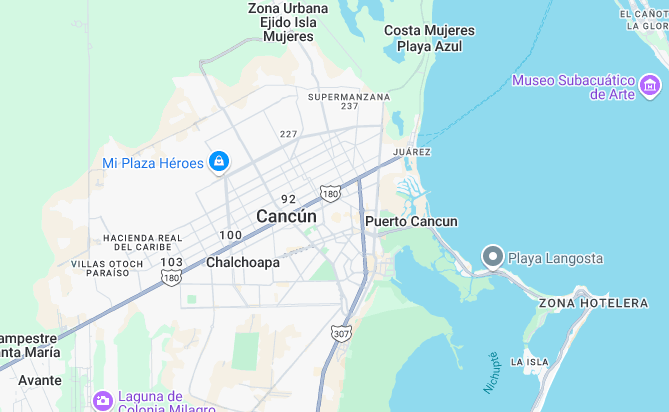 Zona Urbana
Ejido Isla
Mujeres
Costa Mujeres
Playa Azul
EL CAÑOT
LA GLOR
Museo Subacuático
de Arte
SUPERMANZANA
237
227
JUÁREZ
Mi Plaza Héroes
92
180
Cancún
Puerto Cancun
HACIENDA REAL
DEL CARIBE
100
Playa Langosta
VILLAS OTOCH
PARAÍSO
103
180
Chalchoapa
ZONA HOTELERA
307
ampestre
nta María
LA ISLA
Nichupté
Avante
Laguna de
Colonia Milagro